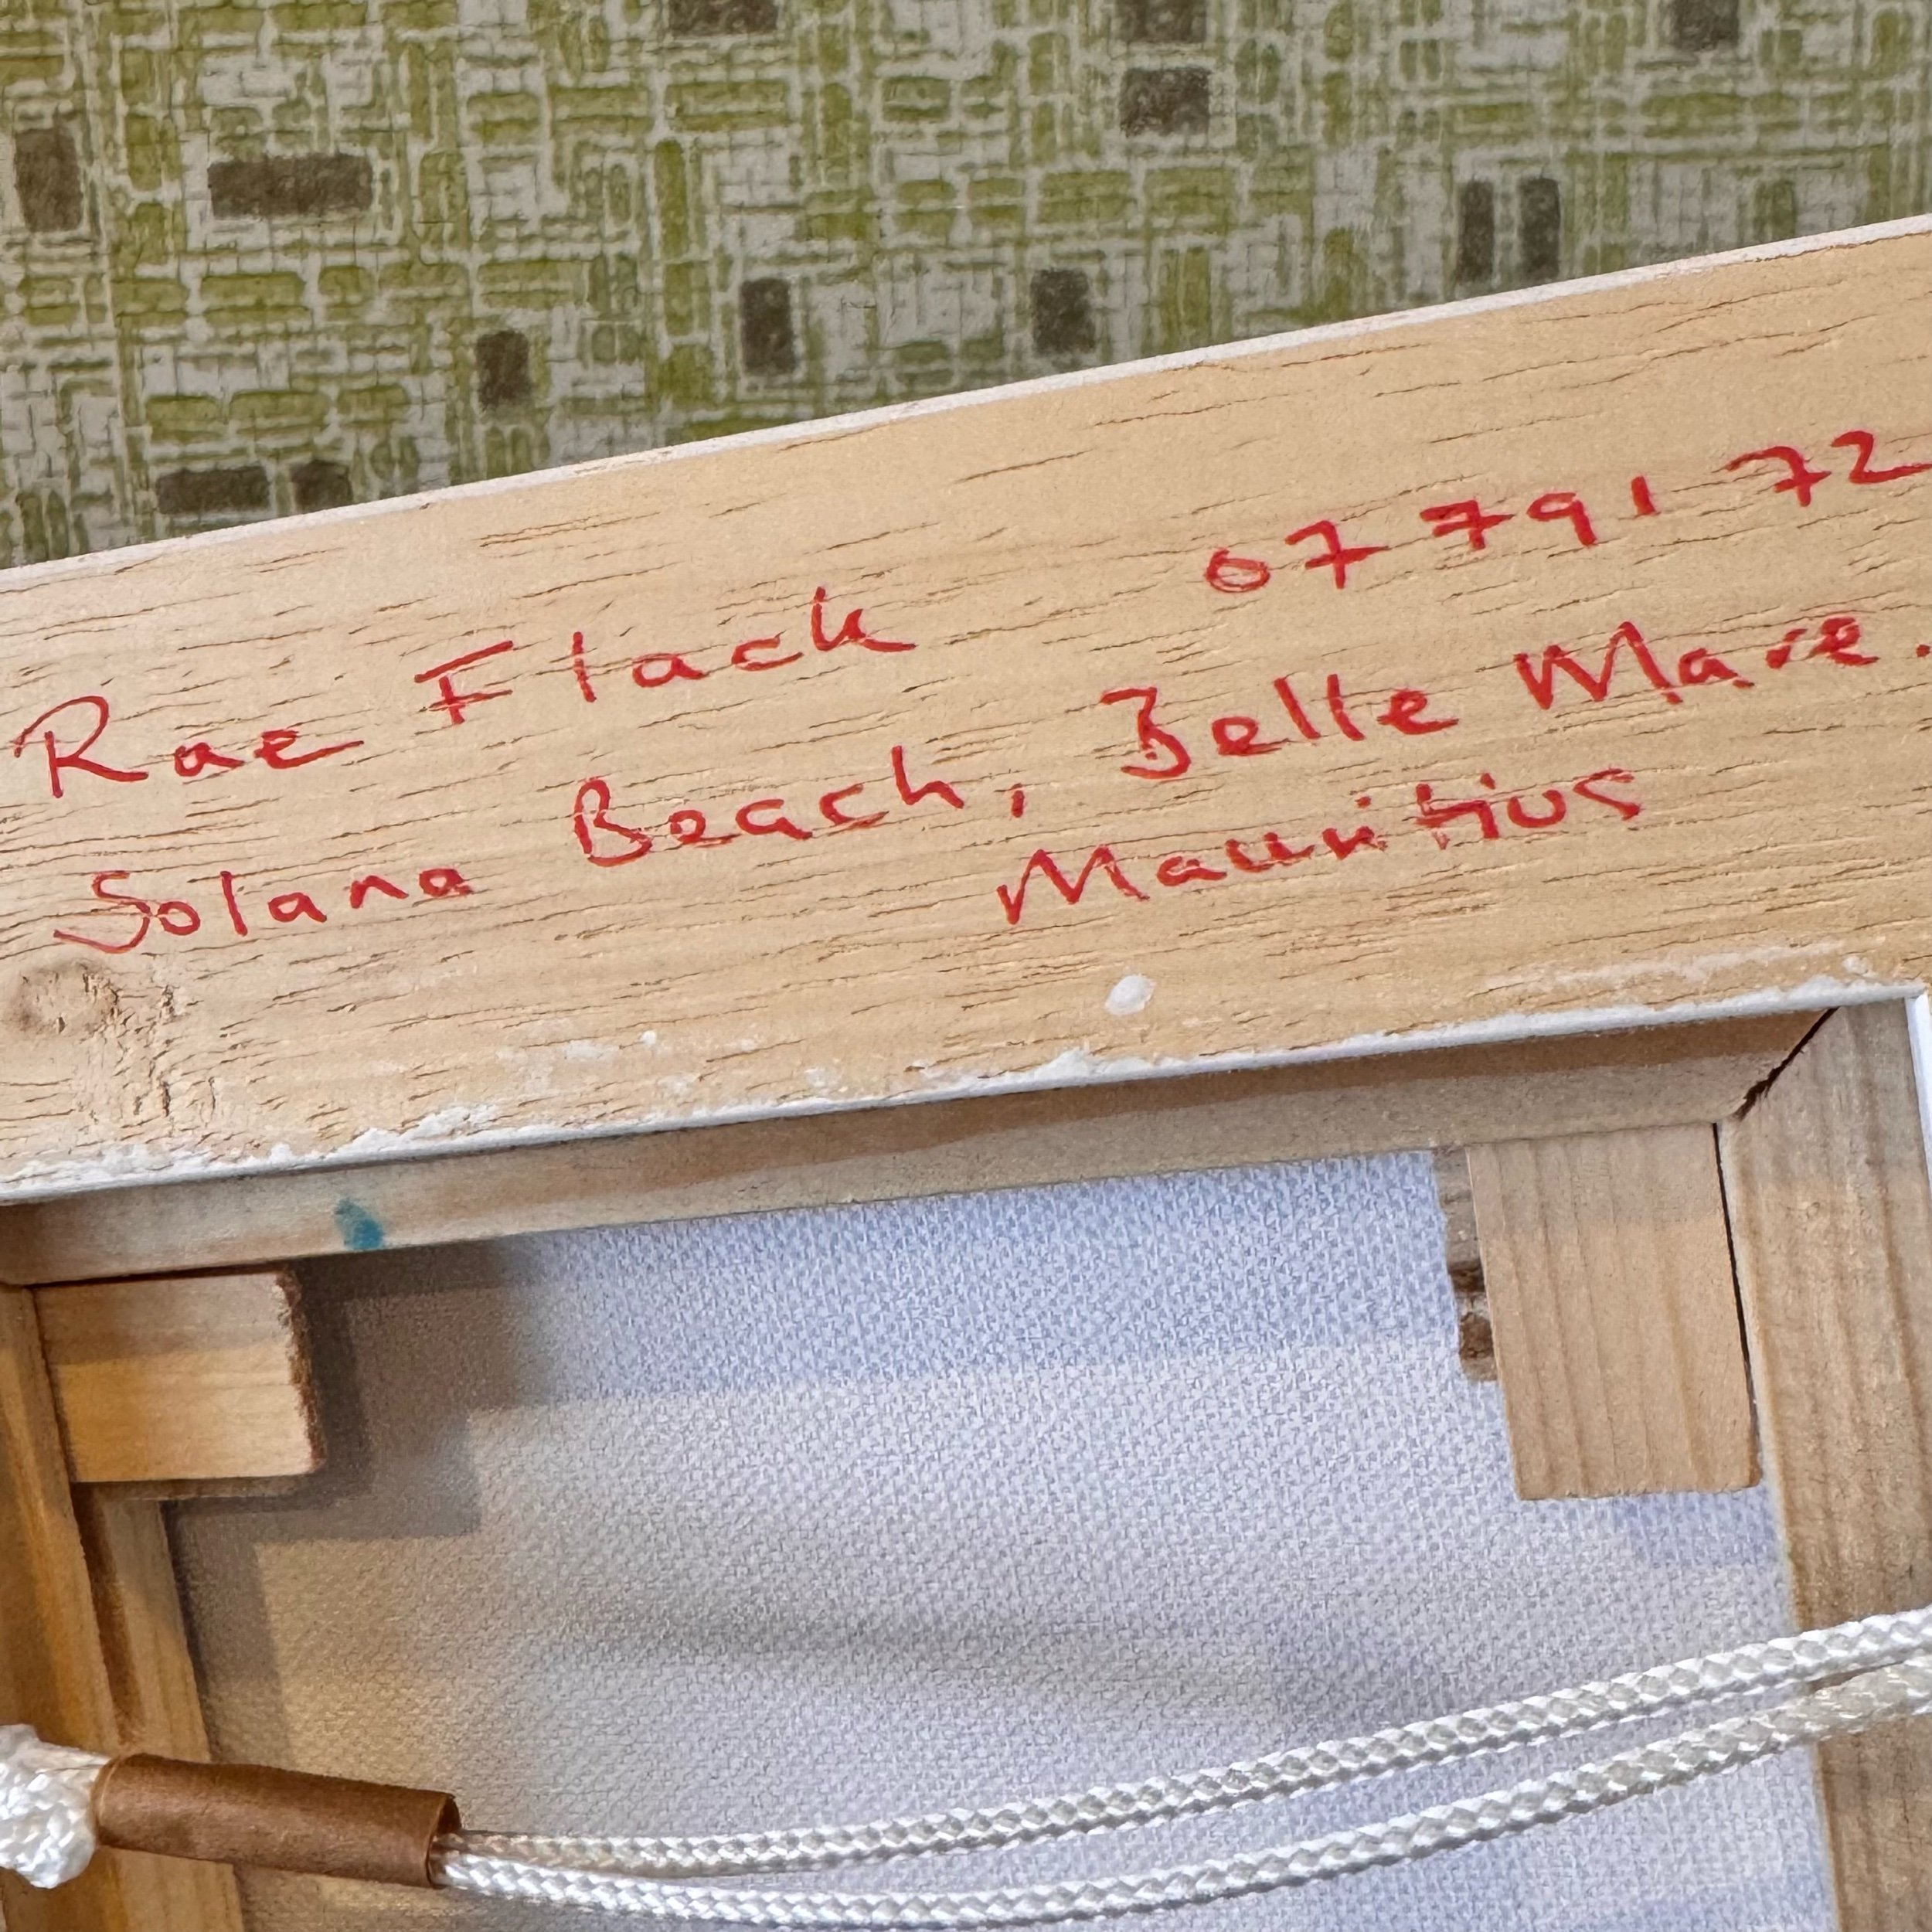 Rae Flack 07791 72
Solana Beach, Belle Mare.
Mauritius